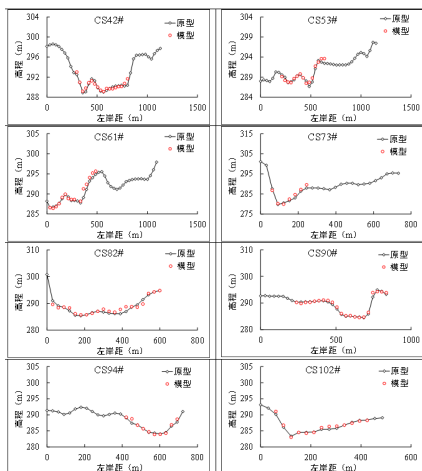 CS42#
原型
模型
304
300
296
292
288
高程 (m)
0
500
1000
1500
左岸距 (m)
CS53#
原型
模型
304
300
296
292
288
284
高程 (m)
0
500
1000
1500
左岸距 (m)
CS61#
原型
模型
305
300
295
290
285
高程 (m)
0
500
1000
1500
左岸距 (m)
CS73#
原型
模型
315
305
295
285
275
高程 (m)
0
200
400
600
800
左岸距 (m)
CS82#
原型
模型
310
300
290
280
高程 (m)
0
200
400
600
800
左岸距 (m)
CS90#
原型
模型
310
300
290
280
高程 (m)
0
500
1000
左岸距 (m)
CS94#
原型
模型
305
300
295
290
285
280
高程 (m)
0
200
400
600
800
左岸距 (m)
CS102#
原型
模型
305
300
295
290
285
280
高程 (m)
0
200
400
600
左岸距 (m)